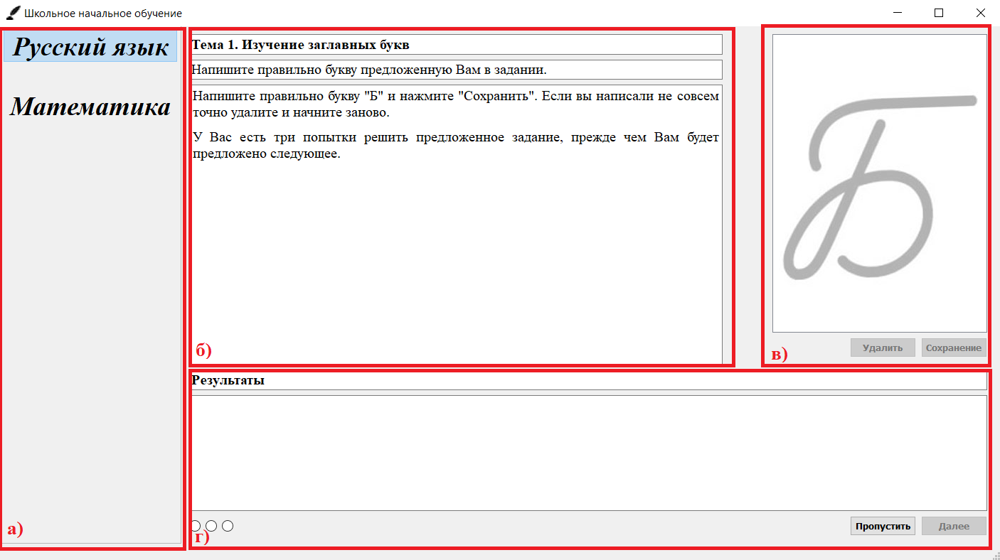 Школьное начальное обучение
Русский язык
Математика
а)
Тема 1. Изучение заглавных букв
Напишите правильно букву предложенную Вам в задании.
Напишите правильно букву "Б" и нажмите "Сохранить". Если вы написали не совсем
точно удалите и начните заново.
У Вас есть три попытки решить предложенное задание, прежде чем Вам будет
предложено следующее.
б)
Б
Удалить Сохранение
в)
Результаты
г)
Пропустить Далее